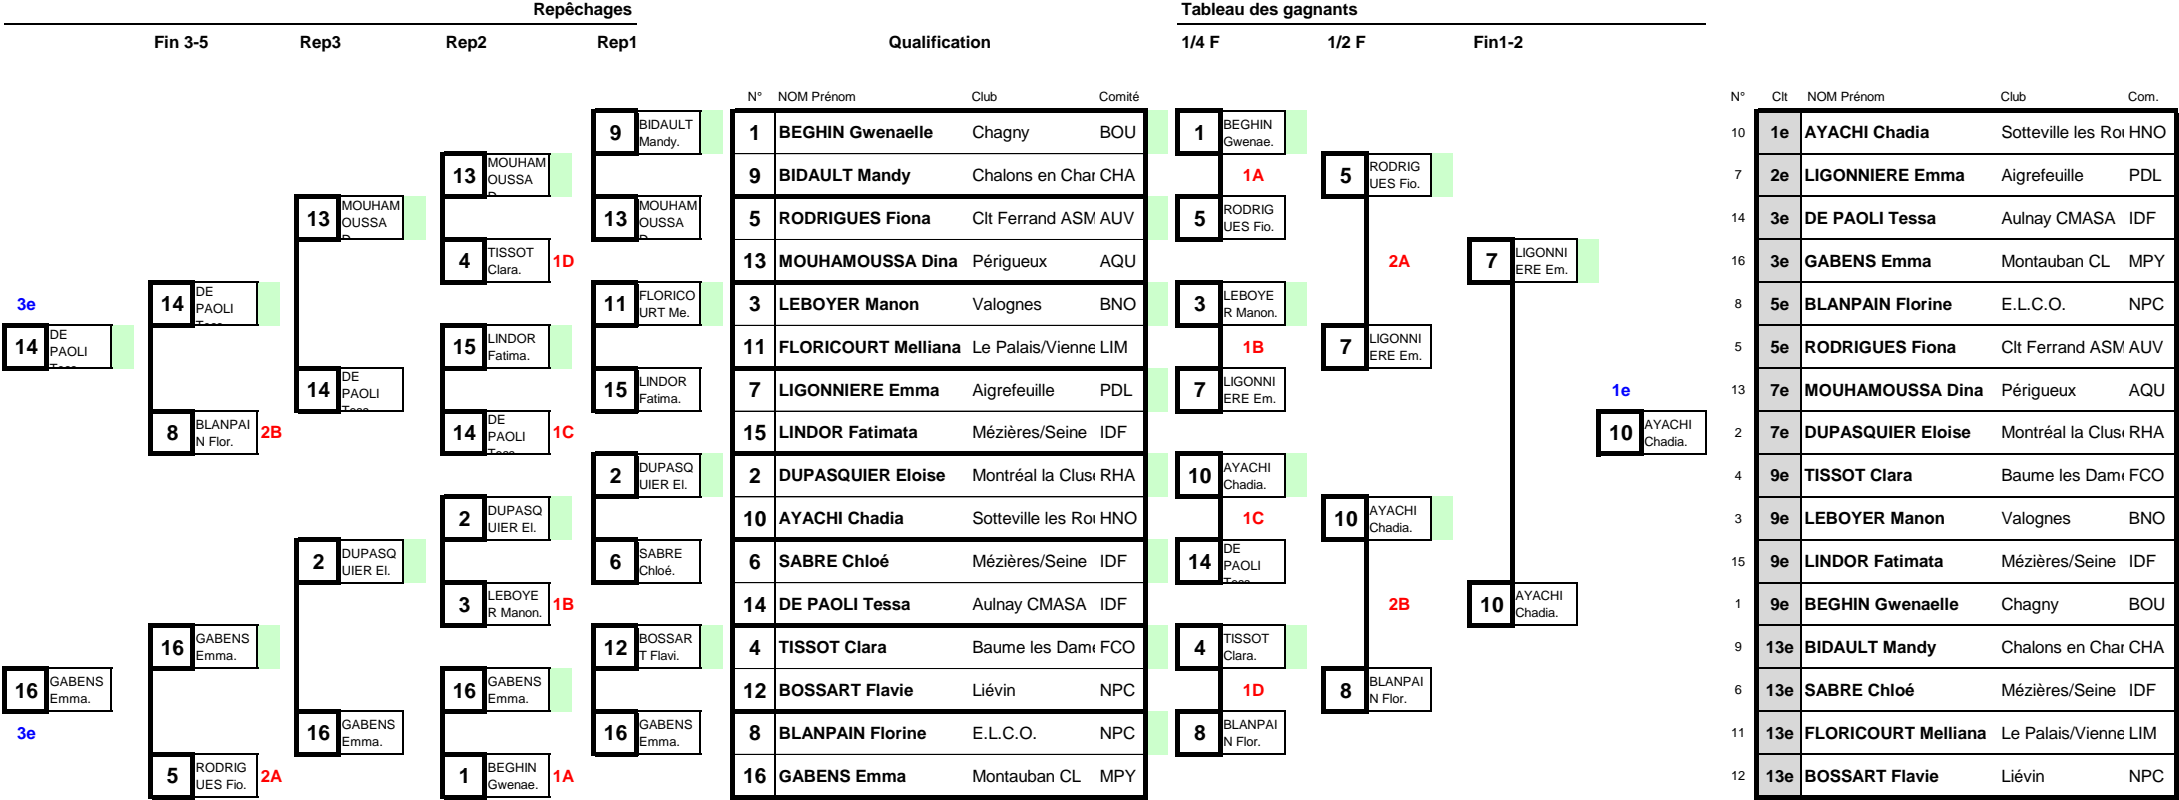 Repêchages
Tableau des gagnants
Fin 3-5 Rep3 Rep2 Rep1 Qualification 1/4 F 1/2 F Fin1-2
3e
14 DE
PAOLI
16 GABENS
Emma.
3e
14 DE
PAOLI
8 BLANPAI
N Flor. 2B
16 GABENS
Emma.
5 RODRIG
UES Fio. 2A
13 MOUHAM
OUSSA
14 DE
PAOLI
2 DUPASQ
UIER El.
16 GABENS
Emma.
13 MOUHAM
OUSSA
4 TISSOT
Clara. 1D
15 LINDOR
Fatima.
14 DE
PAOLI 1C
2 DUPASQ
UIER El.
3 LEBOYE
R Manon. 1B
16 GABENS
Emma.
1 BEGHIN
Gwenae. 1A
9 BIDAULT
Mandy.
13 MOUHAM
OUSSA
11 FLORICO
URT Me.
15 LINDOR
Fatima.
2 DUPASQ
UIER El.
6 SABRE
Chloé.
12 BOSSAR
T Flavi.
16 GABENS
Emma.
N° NOM Prénom Club Comité
1 BEGHIN Gwenaelle Chagny BOU
9 BIDAULT Mandy Chalons en Char CHA
5 RODRIGUES Fiona Clt Ferrand ASM AUV
13 MOUHAMOUSSA Dina Périgueux AQU
3 LEBOYER Manon Valognes BNO
11 FLORICOURT Melliana Le Palais/Vienne LIM
7 LIGONNIERE Emma Aigrefeuille PDL
15 LINDOR Fatimata Mézières/Seine IDF
2 DUPASQUIER Eloise Montréal la Clus RHA
10 AYACHI Chadia Sotteville les Rou HNO
6 SABRE Chloé Mézières/Seine IDF
14 DE PAOLI Tessa Aulnay CMASA IDF
4 TISSOT Clara Baume les Dame FCO
12 BOSSART Flavie Liévin NPC
8 BLANPAIN Florine E.L.C.O. NPC
16 GABENS Emma Montauban CL MPY
1 BEGHIN
Gwenae.
1A
5 RODRIG
UES Fio.
3 LEBOYE
R Manon.
1B
7 LIGONNI
ERE Em.
10 AYACHI
Chadia.
1C
14 DE
PAOLI
4 TISSOT
Clara.
1D
8 BLANPAI
N Flor.
5 RODRIG
UES Fio.
2A
7 LIGONNI
ERE Em.
10 AYACHI
Chadia.
2B
8 BLANPAI
N Flor.
7 LIGONNI
ERE Em.
10 AYACHI
Chadia.
1e
10 AYACHI
Chadia.
N° Clt NOM Prénom Club Com.
10 1e AYACHI Chadia Sotteville les Rou HNO
7 2e LIGONNIERE Emma Aigrefeuille PDL
14 3e DE PAOLI Tessa Aulnay CMASA IDF
16 3e GABENS Emma Montauban CL MPY
8 5e BLANPAIN Florine E.L.C.O. NPC
5 5e RODRIGUES Fiona Clt Ferrand ASM AUV
13 7e MOUHAMOUSSA Dina Périgueux AQU
2 7e DUPASQUIER Eloise Montréal la Clus RHA
4 9e TISSOT Clara Baume les Dame FCO
3 9e LEBOYER Manon Valognes BNO
15 9e LINDOR Fatimata Mézières/Seine IDF
1 9e BEGHIN Gwenaelle Chagny BOU
9 13e BIDAULT Mandy Chalons en Char CHA
6 13e SABRE Chloé Mézières/Seine IDF
11 13e FLORICOURT Melliana Le Palais/Vienne LIM
12 13e BOSSART Flavie Liévin NPC